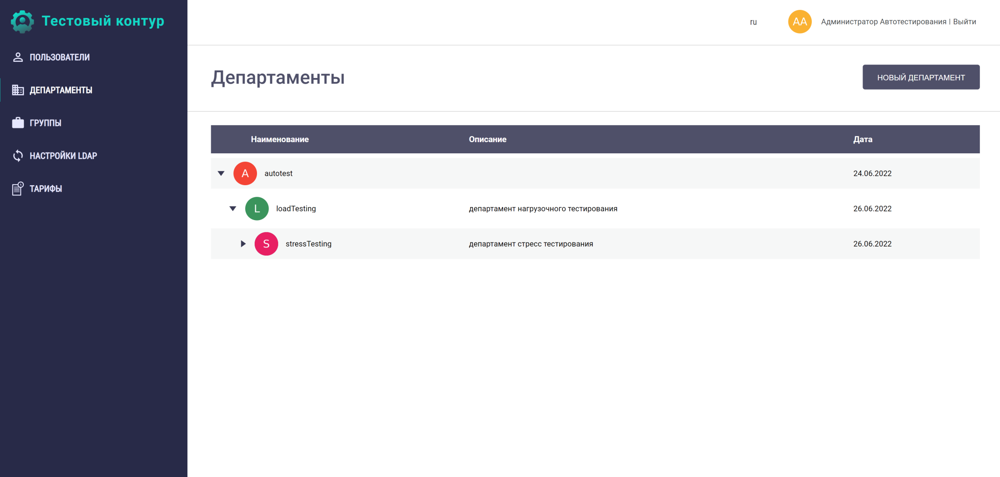 Тестовый контур
ru
АА
Администратор Автотестирования | Выйти
ПОЛЬЗОВАТЕЛИ
ДЕПАРТАМЕНТЫ
ГРУППЫ
НАСТРОЙКИ LDAP
ТАРИФЫ
Департаменты
НОВЫЙ ДЕПАРТАМЕНТ
Наименование Описание Дата
A autotest 24.06.2022
L loadTesting департамент нагрузочного тестирования 26.06.2022
S stressTesting департамент стресс тестирования 26.06.2022